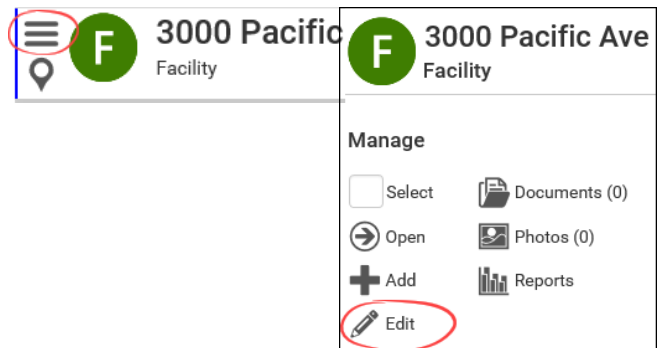 F
3000 Pacific
Facility
F
3000 Pacific Ave
Facility
Manage
Select
Documents (0)
Open
Photos (0)
Add
Reports
Edit